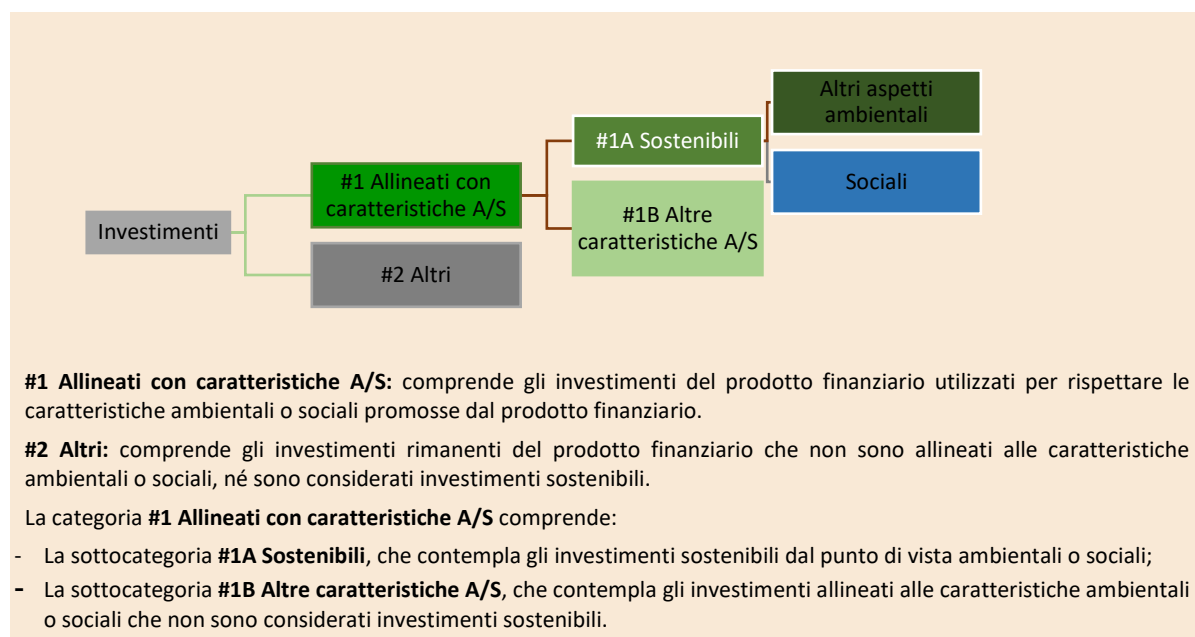 Altri aspetti
ambientali
#1A Sostenibili
Sociali
#1 Allineati con
caratteristiche A/S
#1B Altre
caratteristiche A/S
Investimenti
#2 Altri
#1 Allineati con caratteristiche A/S: comprende gli investimenti del prodotto finanziario utilizzati per rispettare le
caratteristiche ambientali o sociali promosse dal prodotto finanziario.
#2 Altri: comprende gli investimenti rimanenti del prodotto finanziario che non sono allineati alle caratteristiche
ambientali o sociali, né sono considerati investimenti sostenibili.
La categoria #1 Allineati con caratteristiche A/S comprende:
- La sottocategoria #1A Sostenibili, che contempla gli investimenti sostenibili dal punto di vista ambientali o sociali;
- La sottocategoria #1B Altre caratteristiche A/S, che contempla gli investimenti allineati alle caratteristiche ambientali
o sociali che non sono considerati investimenti sostenibili.